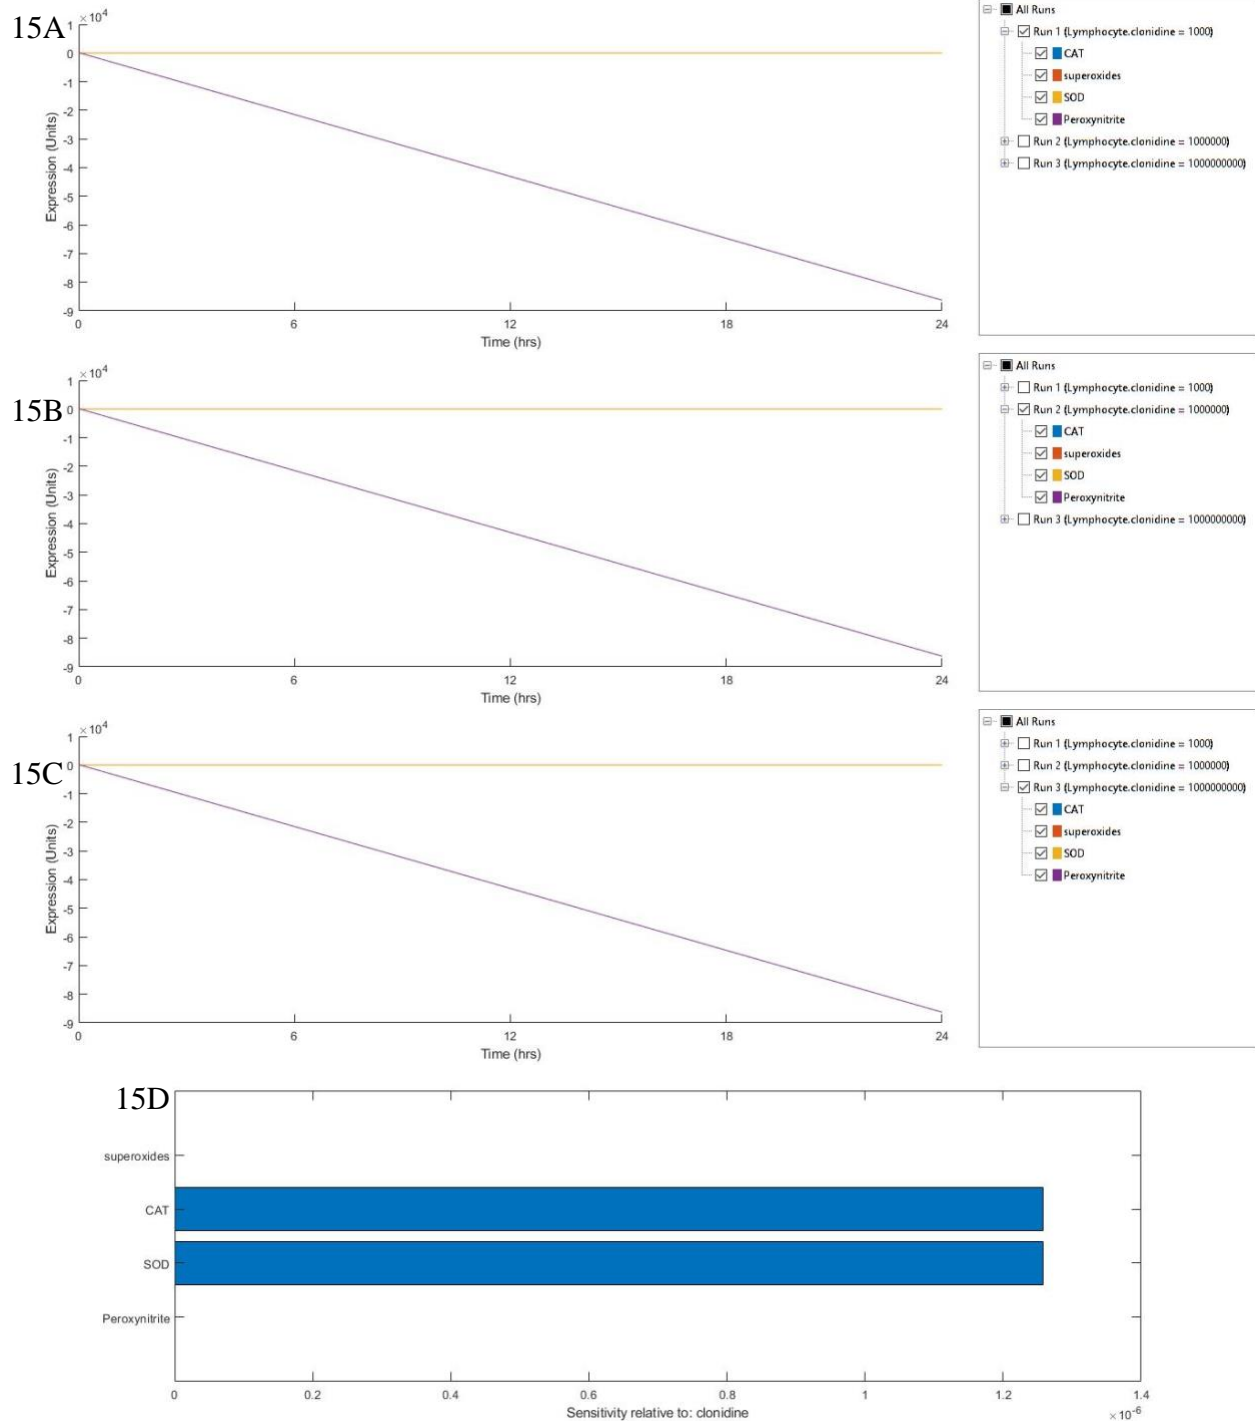 15A
×10^4
1
0
-1
-2
-3
-4
-5
-6
-7
-8
-9
Expression (Units)
0 6 12 18 24
Time (hrs)
All Runs
Run 1 (Lymphocyte.clonidine = 1000)
CAT
superoxides
SOD
Peroxynitrite
Run 2 (Lymphocyte.clonidine = 1000000)
Run 3 (Lymphocyte.clonidine = 1000000000)
15B
×10^4
1
0
-1
-2
-3
-4
-5
-6
-7
-8
-9
Expression (Units)
0 6 12 18 24
Time (hrs)
All Runs
Run 1 (Lymphocyte.clonidine = 1000)
Run 2 (Lymphocyte.clonidine = 1000000)
CAT
superoxides
SOD
Peroxynitrite
Run 3 (Lymphocyte.clonidine = 1000000000)
15C
×10^4
1
0
-1
-2
-3
-4
-5
-6
-7
-8
-9
Expression (Units)
0 6 12 18 24
Time (hrs)
All Runs
Run 1 (Lymphocyte.clonidine = 1000)
Run 2 (Lymphocyte.clonidine = 1000000)
Run 3 (Lymphocyte.clonidine = 1000000000)
CAT
superoxides
SOD
Peroxynitrite
15D
superoxides
CAT
SOD
Peroxynitrite
0 0.2 0.4 0.6 0.8 1 1.2 1.4
Sensitivity relative to: clonidine
×10^-6